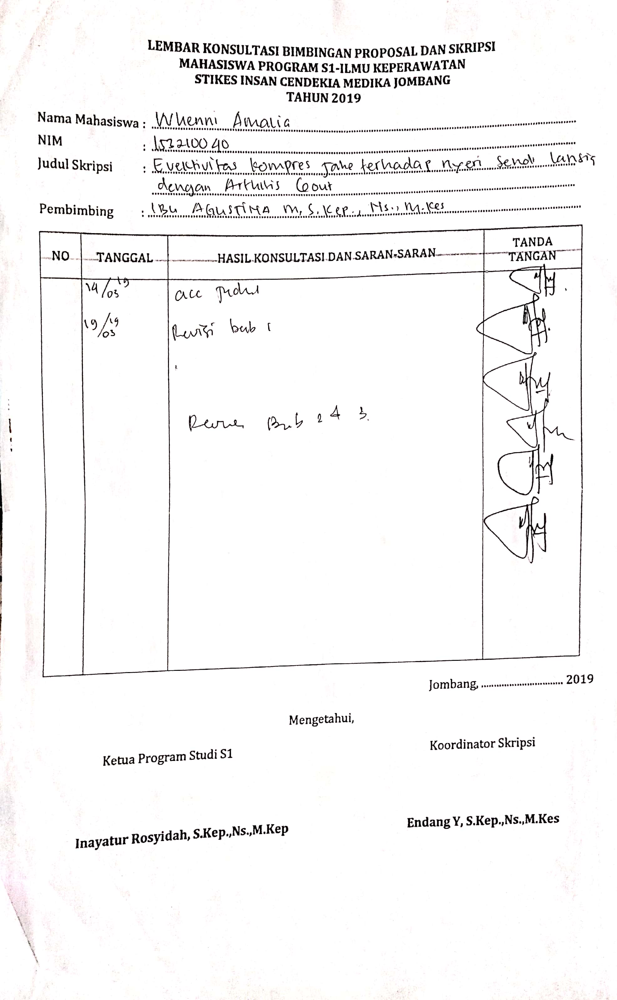 LEMBAR KONSULTASI BIMBINGAN PROPOSAL DAN SKRIPSI
MAHASISWA PROGRAM S1-ILMU KEPERAWATAN
STIKES INSAN CENDEKIA MEDIKA JOMBANG
TAHUN 2019
Nama Mahasiswa : Whenni Amalia
NIM : 153210040
Judul Skripsi : Evektivitas kompres jahe terhadap nyeri Sendi lansia
dengan Arthitis Gout
Pembimbing : IBU AGUSTINA M, S.Kep., Ns., M.Kes
NO TANGGAL HASIL KONSULTASI DAN SARAN-SARAN TANDA TANGAN
14/03 19 acc judul
19/03 19 Revisi bab 1
Bab 2 & 3.
Jombang, .............................. 2019
Mengetahui,
Ketua Program Studi S1 Koordinator Skripsi
Inayatur Rosyidah, S.Kep.,Ns.,M.Kep Endang Y, S.Kep.,Ns.,M.Kes